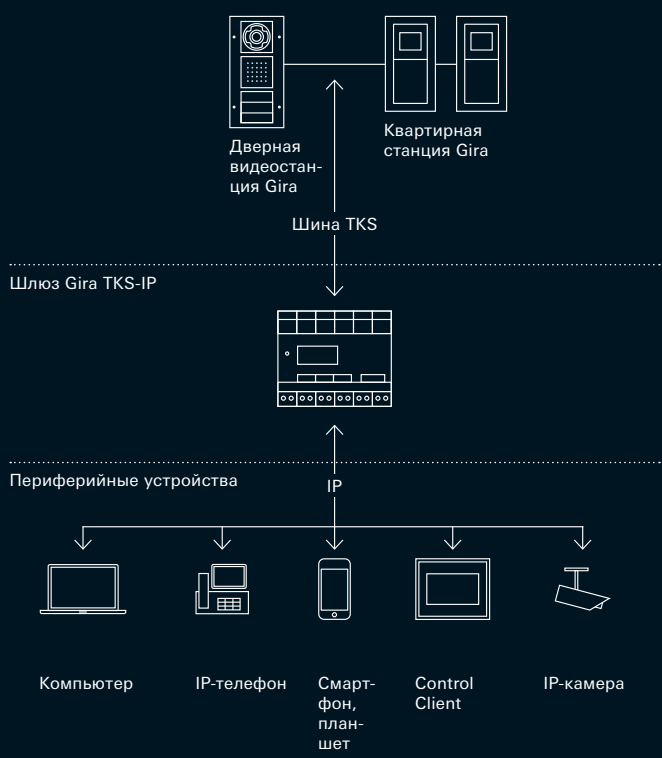 Дверная
видеостан-
ция Gira
Квартирная
станция Gira
Шина TKS
Шлюз Gira TKS-IP
Периферийные устройства
IP
Компьютер
IP-телефон
Смарт-
фон,
план-
шет
Control
Client
IP-камера